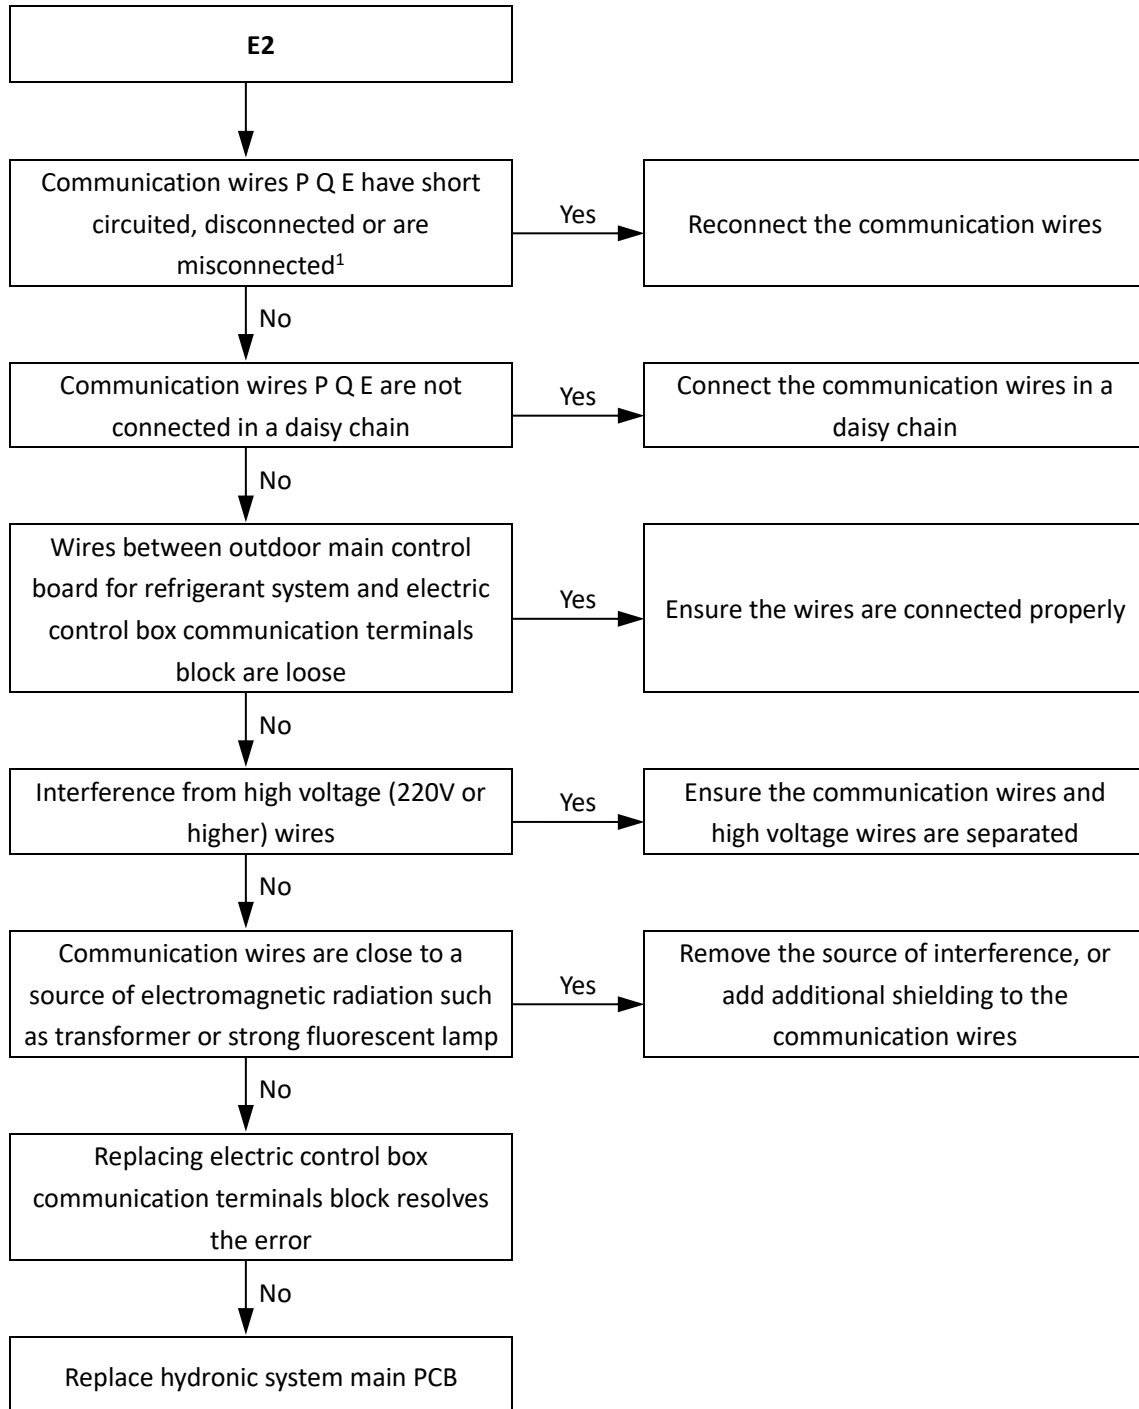 E2
Communication wires P Q E have short
circuited, disconnected or are
misconnected¹
Yes
Reconnect the communication wires
No
Communication wires P Q E are not
connected in a daisy chain
Yes
Connect the communication wires in a
daisy chain
No
Wires between outdoor main control
board for refrigerant system and electric
control box communication terminals
block are loose
Yes
Ensure the wires are connected properly
No
Interference from high voltage (220V or
higher) wires
Yes
Ensure the communication wires and
high voltage wires are separated
No
Communication wires are close to a
source of electromagnetic radiation such
as transformer or strong fluorescent lamp
Yes
Remove the source of interference, or
add additional shielding to the
communication wires
No
Replacing electric control box
communication terminals block resolves
the error
No
Replace hydronic system main PCB